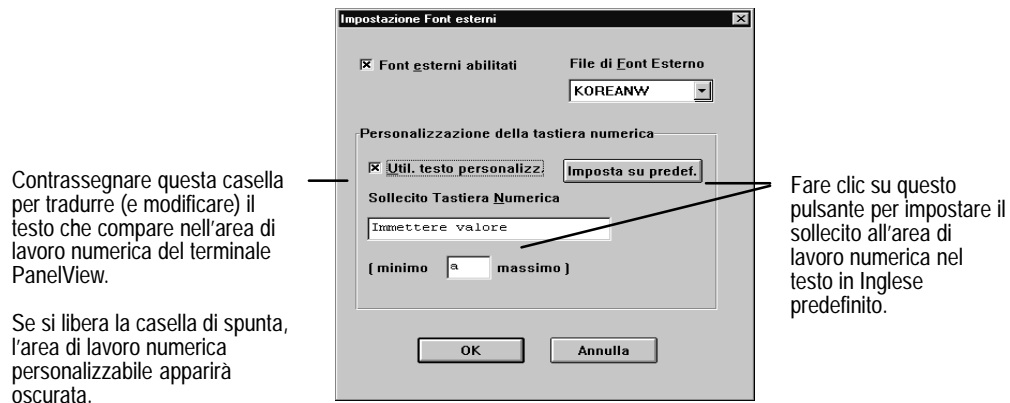 Impostazione Font esterni
Font esterni abilitati
File di Font Esterno
KOREANW
Personalizzazione della tastiera numerica
Util. testo personalizz.
Imposta su predef.
Sollecito Tastiera Numerica
Immettere valore
( minimo a massimo )
OK
Annulla
Contrassegnare questa casella
per tradurre (e modificare) il
testo che compare nell'area di
lavoro numerica del terminale
PanelView.
Se si libera la casella di spunta,
l'area di lavoro numerica
personalizzabile apparirà
oscurata.
Fare clic su questo
pulsante per impostare il
sollecito all'area di
lavoro numerica nel
testo in Inglese
predefinito.